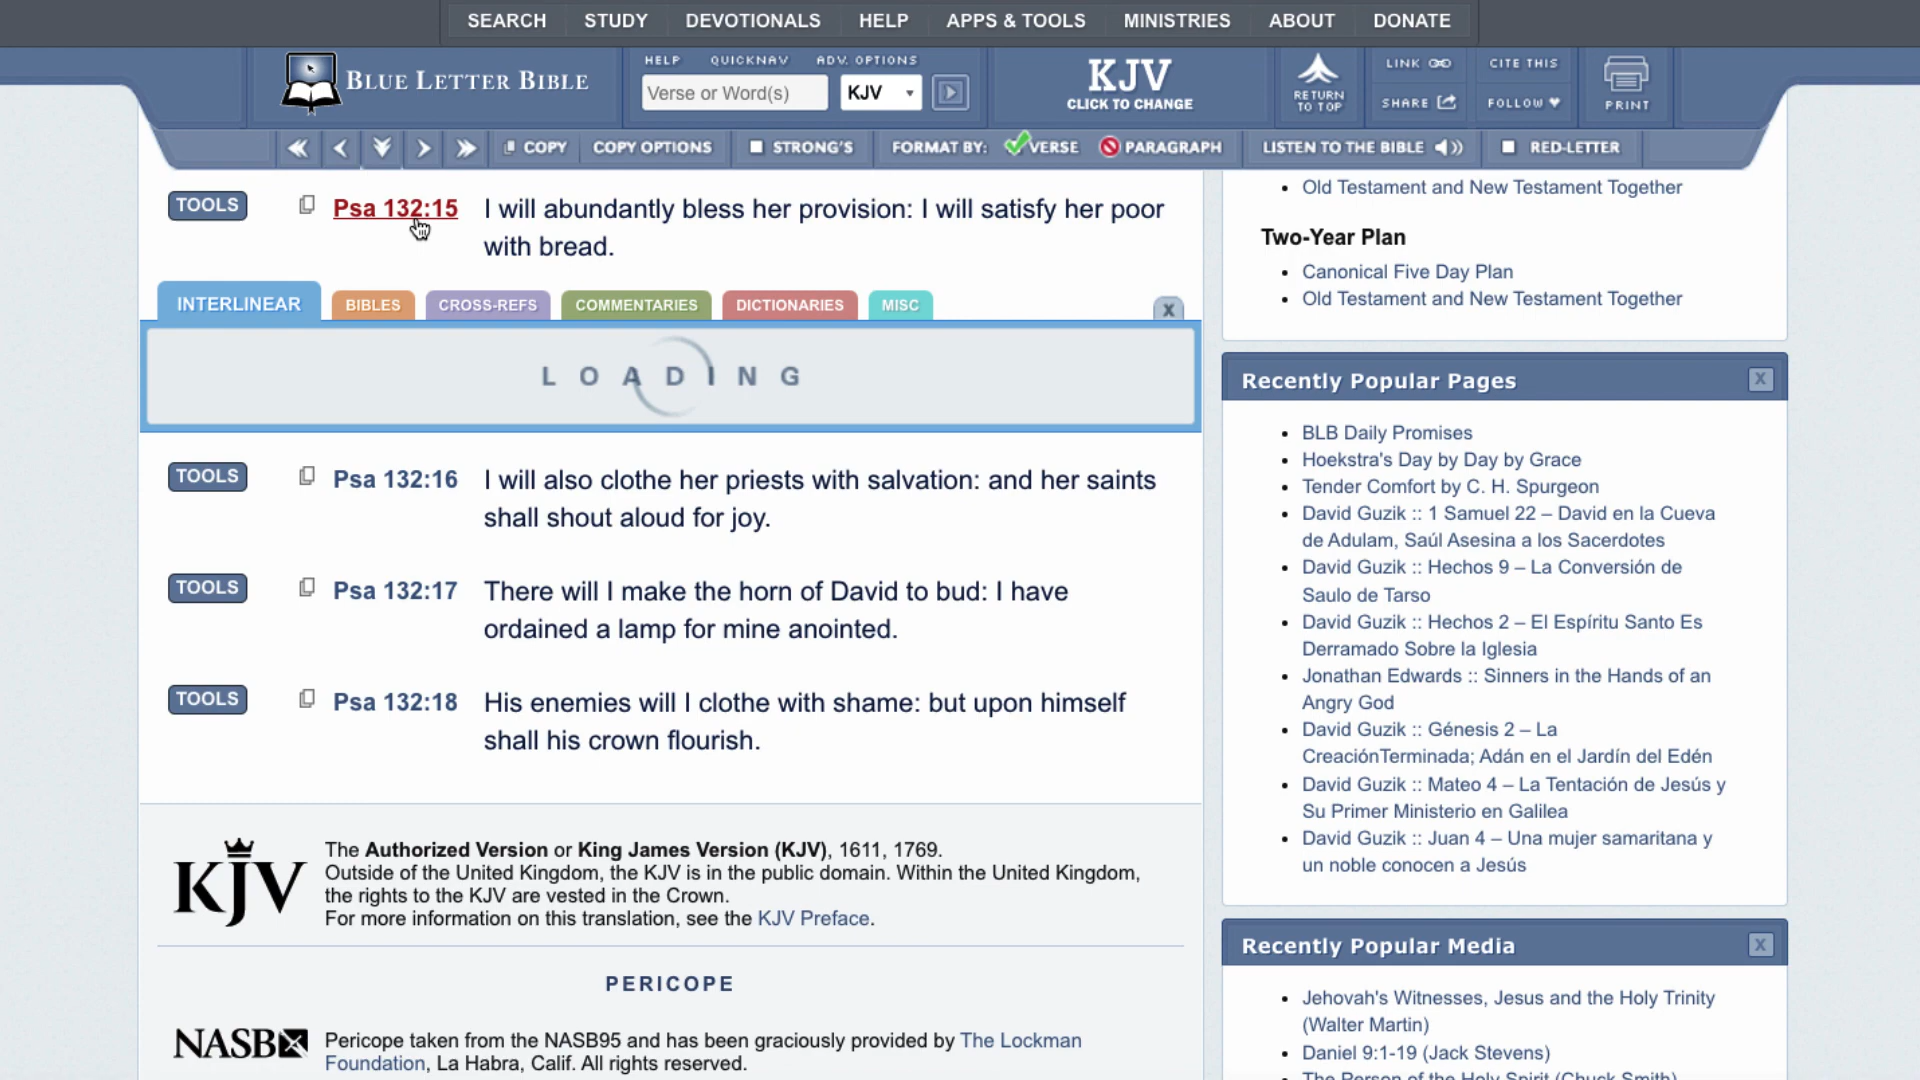 SEARCH STUDY DEVOTIONALS HELP APPS & TOOLS MINISTRIES ABOUT DONATE
BLUE LETTER BIBLE
HELP QUICKNAV ADV. OPTIONS
Verse or Word(s) KJV
KJV
CLICK TO CHANGE
RETURN
TO TOP
LINK CITE THIS
SHARE FOLLOW
PRINT
COPY COPY OPTIONS STRONG'S FORMAT BY: VERSE PARAGRAPH LISTEN TO THE BIBLE RED-LETTER
TOOLS Psa 132:15 I will abundantly bless her provision: I will satisfy her poor
with bread.
INTERLINEAR BIBLES CROSS-REFS COMMENTARIES DICTIONARIES MISC X
LOADING
TOOLS Psa 132:16 I will also clothe her priests with salvation: and her saints
shall shout aloud for joy.
TOOLS Psa 132:17 There will I make the horn of David to bud: I have
ordained a lamp for mine anointed.
TOOLS Psa 132:18 His enemies will I clothe with shame: but upon himself
shall his crown flourish.
KJV
The Authorized Version or King James Version (KJV), 1611, 1769.
Outside of the United Kingdom, the KJV is in the public domain. Within the United Kingdom,
the rights to the KJV are vested in the Crown.
For more information on this translation, see the KJV Preface.
PERICOPE
NASB
Pericope taken from the NASB95 and has been graciously provided by The Lockman
Foundation, La Habra, Calif. All rights reserved.
• Old Testament and New Testament Together
Two-Year Plan
• Canonical Five Day Plan
• Old Testament and New Testament Together
Recently Popular Pages X
• BLB Daily Promises
• Hoekstra's Day by Day by Grace
• Tender Comfort by C. H. Spurgeon
• David Guzik :: 1 Samuel 22 – David en la Cueva
de Adulam, Saúl Asesina a los Sacerdotes
• David Guzik :: Hechos 9 – La Conversión de
Saulo de Tarso
• David Guzik :: Hechos 2 – El Espíritu Santo Es
Derramado Sobre la Iglesia
• Jonathan Edwards :: Sinners in the Hands of an
Angry God
• David Guzik :: Génesis 2 – La
CreaciónTerminada; Adán en el Jardín del Edén
• David Guzik :: Mateo 4 – La Tentación de Jesús y
Su Primer Ministerio en Galilea
• David Guzik :: Juan 4 – Una mujer samaritana y
un noble conocen a Jesús
Recently Popular Media X
• Jehovah's Witnesses, Jesus and the Holy Trinity
(Walter Martin)
• Daniel 9:1-19 (Jack Stevens)
• The Person of the Holy Spirit (Chuck Smith)